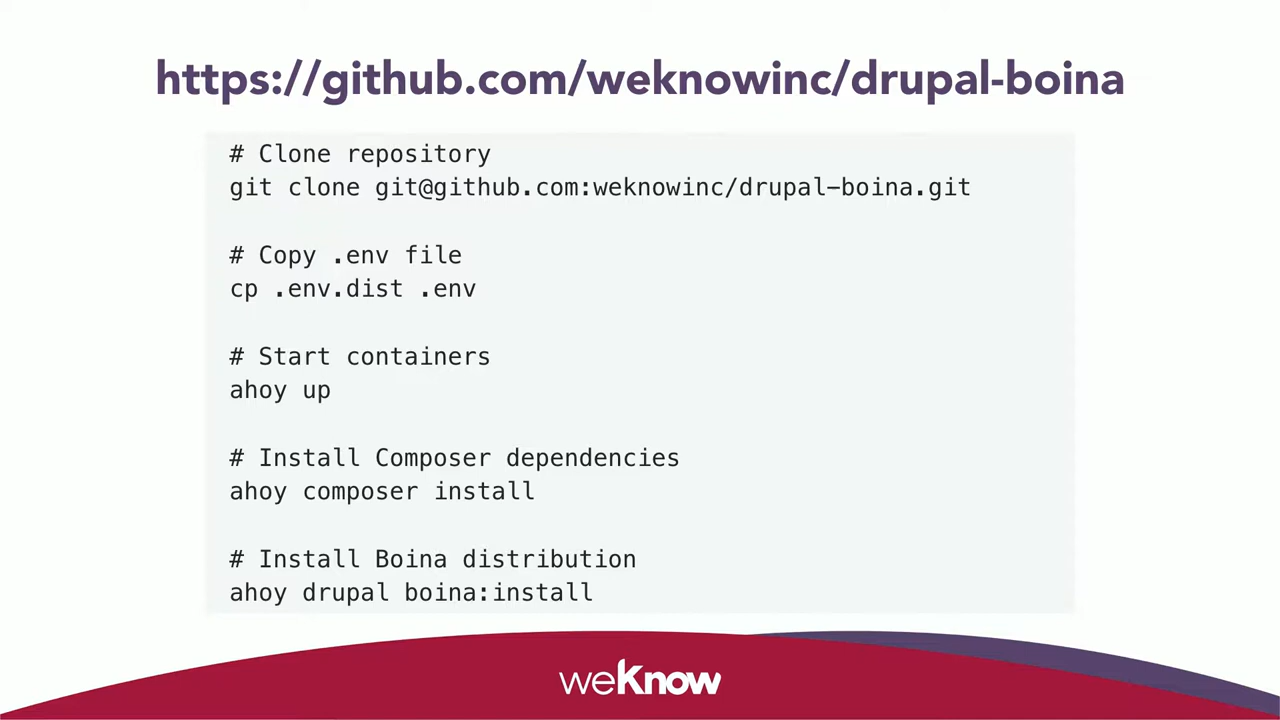 https://github.com/weknowinc/drupal-boina
# Clone repository
git clone git@github.com:weknowinc/drupal-boina.git
# Copy .env file
cp .env.dist .env
# Start containers
ahoy up
# Install Composer dependencies
ahoy composer install
# Install Boina distribution
ahoy drupal boina:install
weKnow